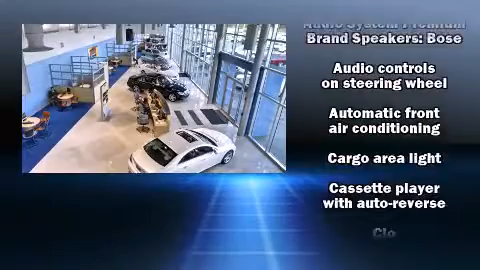 Audio System Premium
Brand Speakers: Bose
Audio controls
on steering wheel
Automatic front
air conditioning
Cargo area light
Cassette player
with auto-reverse
Clo